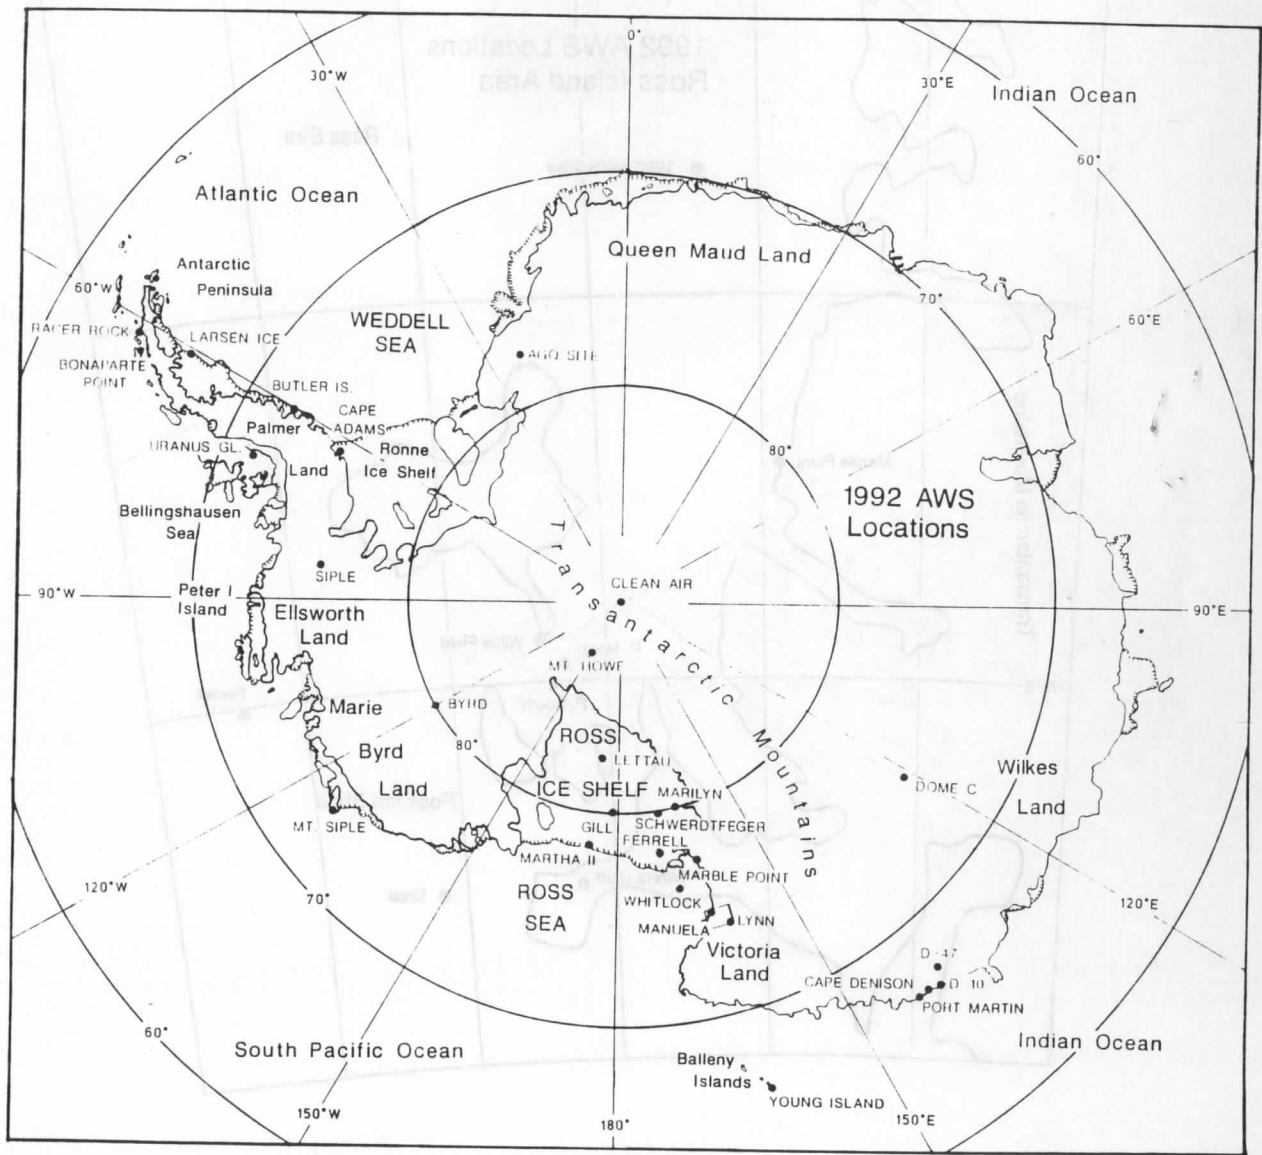 0°
30°W
30°E
Indian Ocean
60°
Atlantic Ocean
Queen Maud Land
Antarctic
Peninsula
60°W
70°
60°E
RACER ROCK
LARSEN ICE
WEDDELL
SEA
AGO SITE
BONAPARTE
POINT
BUTLER IS.
CAPE
ADAMS
Palmer
Land
URANUS GL.
Ronne
Ice Shelf
80°
1992 AWS
Locations
Bellingshausen
Sea
Transantarctic Mountains
SIPLE
CLEAN AIR
90°W
Peter I
Island
Ellsworth
Land
90°E
MT. HOWE
Marie
Byrd
Land
BYRD
80°
ROSS
ICE SHELF
LETTAU
MARILYN
Wilkes
Land
DOME C
MT. SIPLE
GILL
SCHWERDTFEGER
FERRELL
MARTHA II
MARBLE POINT
120°W
70°
ROSS
SEA
WHITLOCK
MANUELA
LYNN
120°E
Victoria
Land
D-47
CAPE DENISON
D 10
PORT MARTIN
60°
South Pacific Ocean
Indian Ocean
Balleny
Islands
YOUNG ISLAND
150°W
180°
150°E